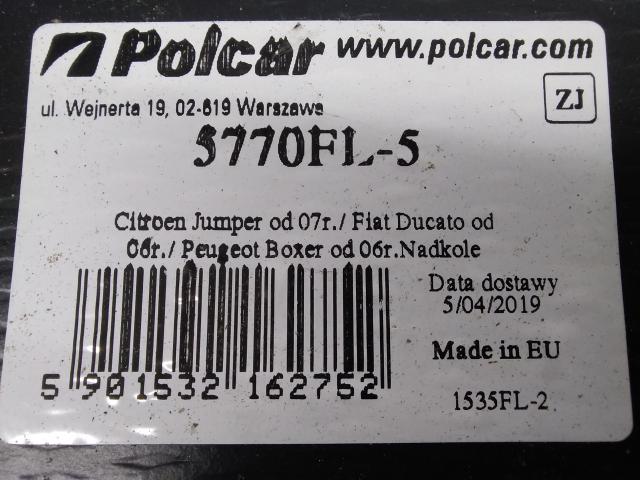 Polcar www.polcar.com
ul. Wejnerta 19, 02-619 Warszawa
ZJ
5770FL-5
Citroen Jumper od 07r./ Fiat Ducato od
06r./ Peugeot Boxer od 06r.Nadkole
Data dostawy
5/04/2019
Made in EU
5 901532 162752
1535FL-2